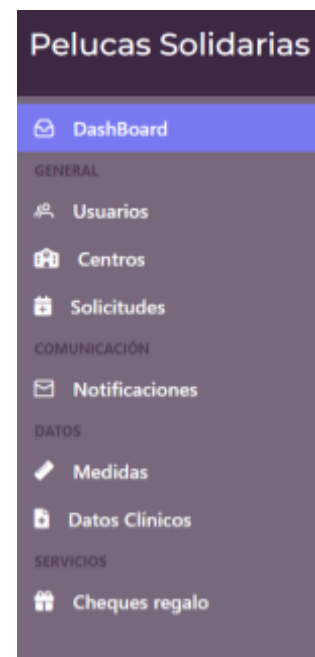 Pelucas Solidarias
DashBoard
GENERAL
Usuarios
Centros
Solicitudes
COMUNICACIÓN
Notificaciones
DATOS
Medidas
Datos Clínicos
SERVICIOS
Cheques regalo